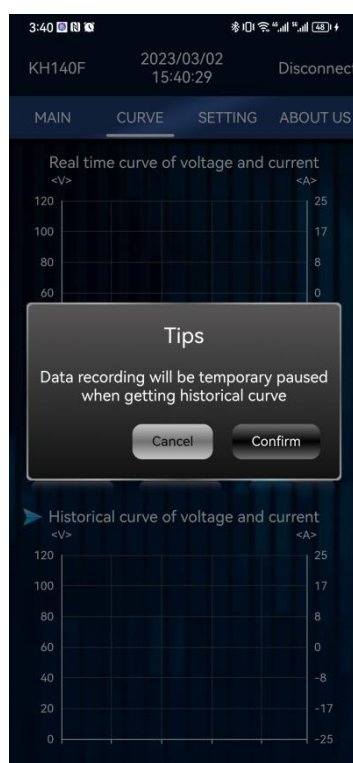 3:40
48
KH140F
2023/03/02
15:40:29
Disconnec
MAIN CURVE SETTING ABOUT US
Real time curve of voltage and current
<V> <A>
120 25
100 17
80 8
60 0
Tips
Data recording will be temporary paused
when getting historical curve
Cancel Confirm
Historical curve of voltage and current
<V> <A>
120 25
100 17
80 8
60 0
40 -8
20 -17
0 -25